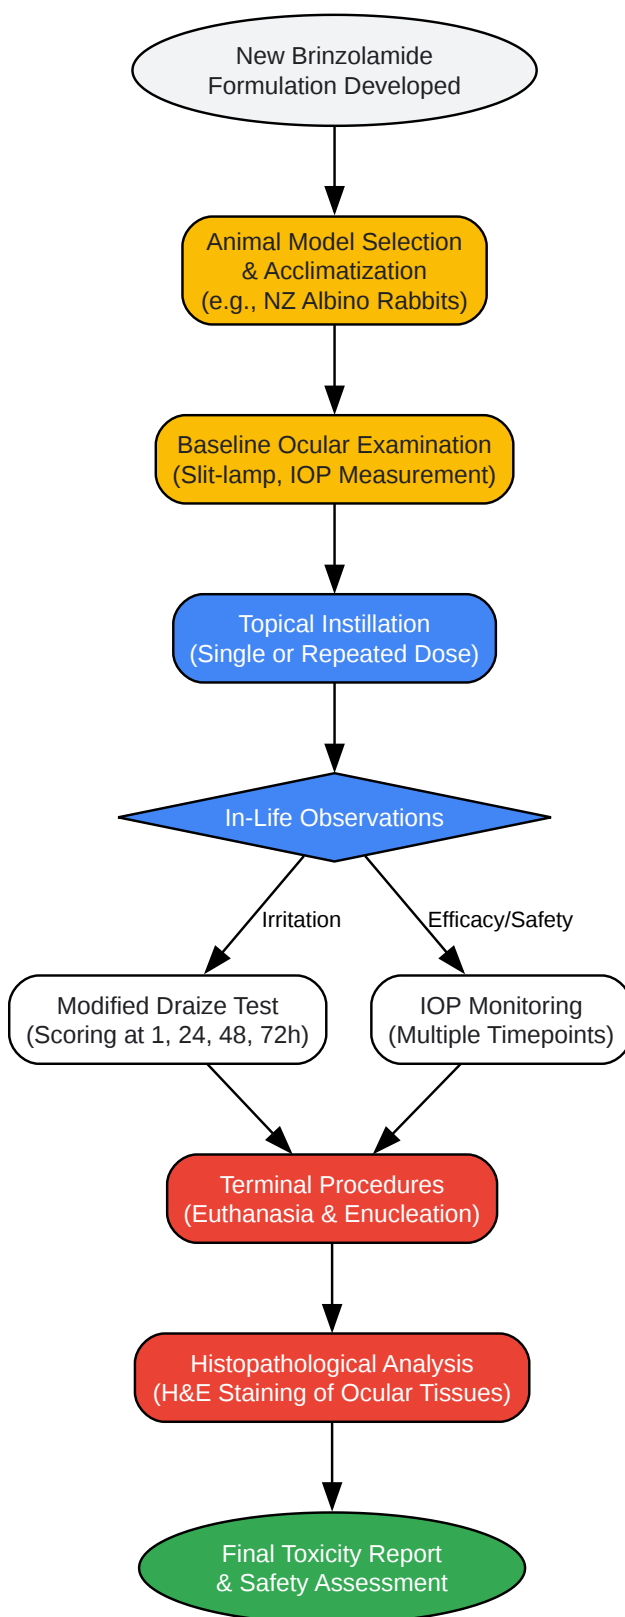 New Brinzolamide
Formulation Developed
Animal Model Selection
& Acclimatization
(e.g., NZ Albino Rabbits)
Baseline Ocular Examination
(Slit-lamp, IOP Measurement)
Topical Instillation
(Single or Repeated Dose)
In-Life Observations
Irritation
Efficacy/Safety
Modified Draize Test
(Scoring at 1, 24, 48, 72h)
IOP Monitoring
(Multiple Timepoints)
Terminal Procedures
(Euthanasia & Enucleation)
Histopathological Analysis
(H&E Staining of Ocular Tissues)
Final Toxicity Report
& Safety Assessment